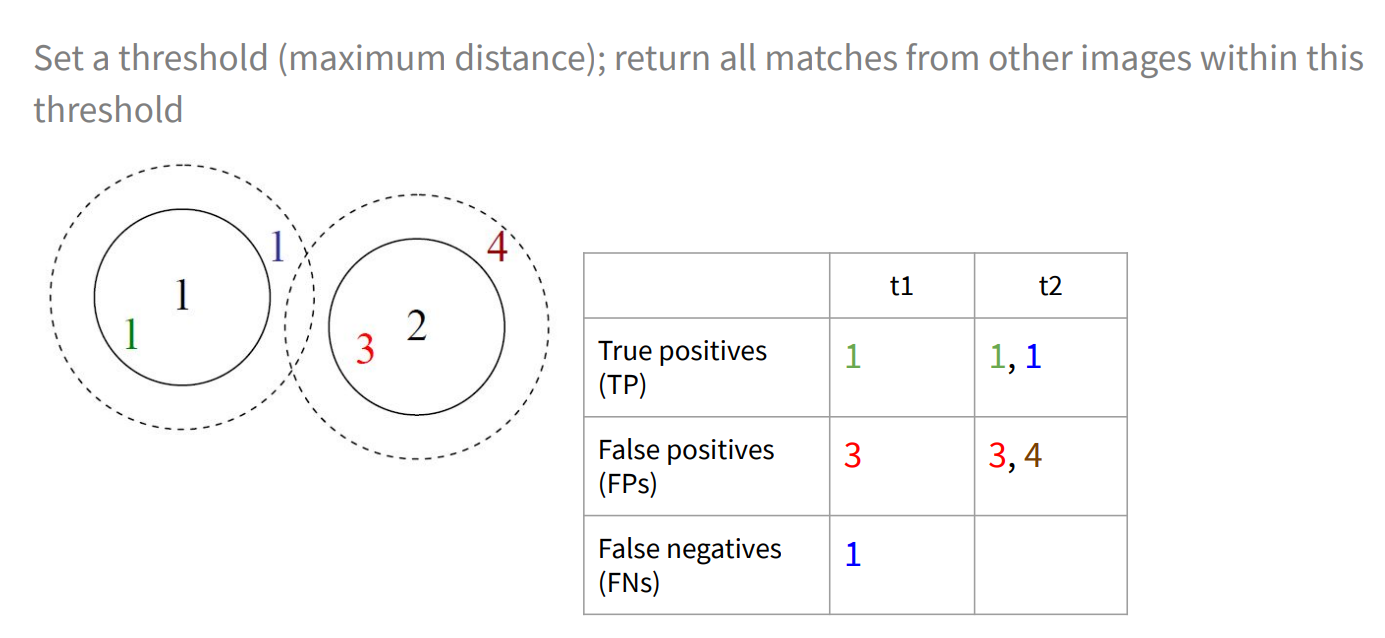 Set a threshold (maximum distance); return all matches from other images within this
threshold
1
4
1
2
1
3
t1 t2
True positives
(TP)
1 1, 1
False positives
(FPs)
3 3, 4
False negatives
(FNs)
1